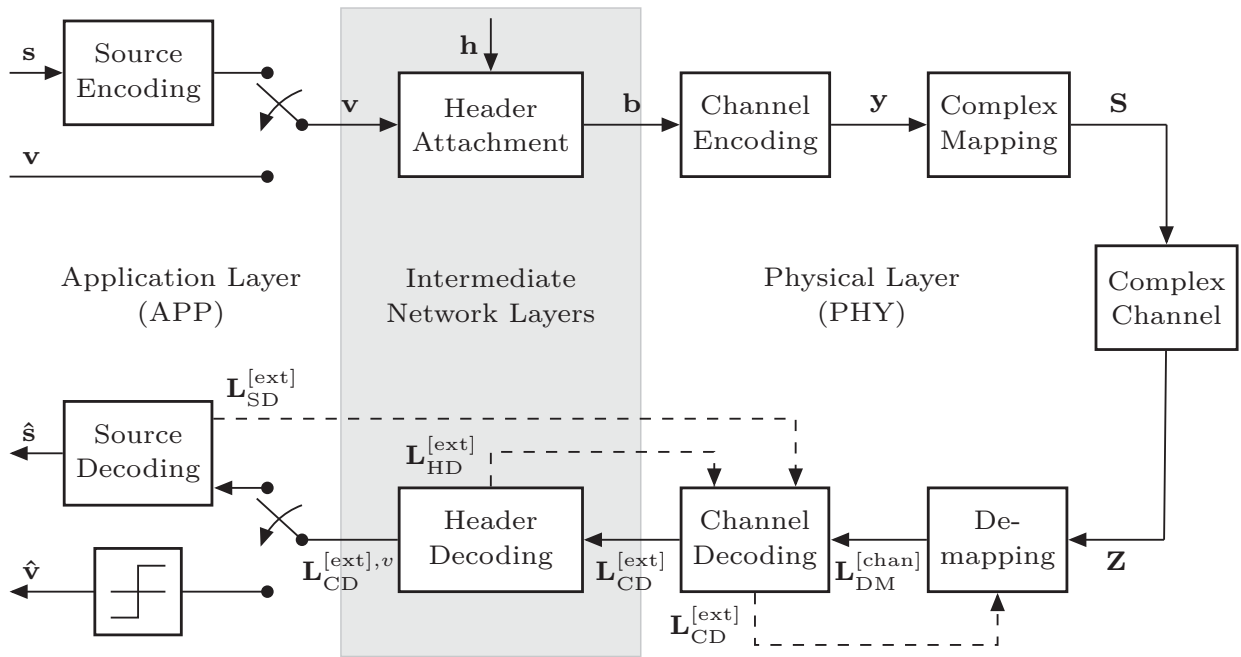 s
Source
Encoding
v
v
h
Header
Attachment
b
Channel
Encoding
y
Complex
Mapping
S
Complex
Channel
Application Layer
(APP)
Intermediate
Network Layers
Physical Layer
(PHY)
L_SD^[ext]
ŝ
Source
Decoding
L_HD^[ext]
Header
Decoding
Channel
Decoding
De-
mapping
Z
L_CD^[ext],v
L_CD^[ext]
L_DM^[chan]
v̂
L_CD^[ext]